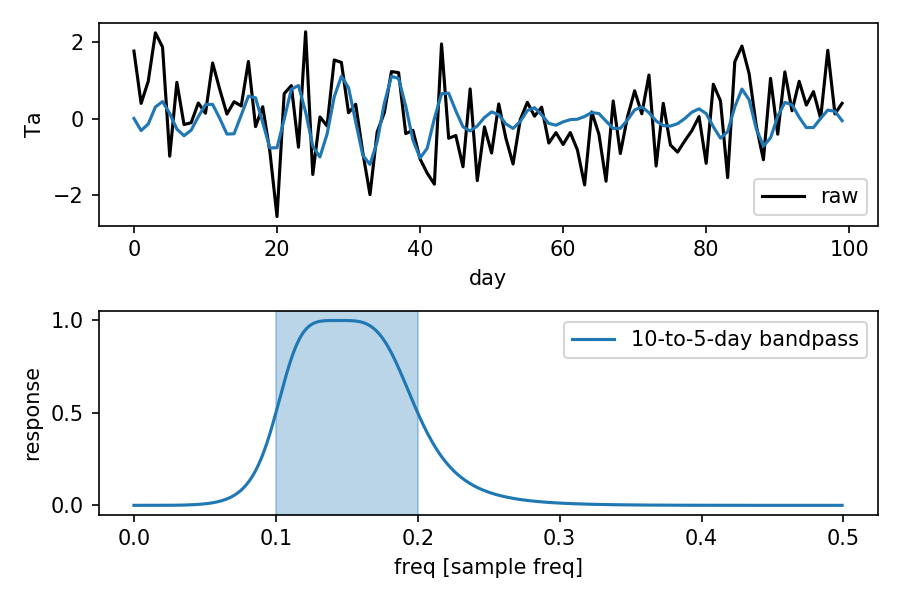 2
0
−2
Ta
raw
0 20 40 60 80 100
day
1.0
0.5
0.0
response
10-to-5-day bandpass
0.0 0.1 0.2 0.3 0.4 0.5
freq [sample freq]